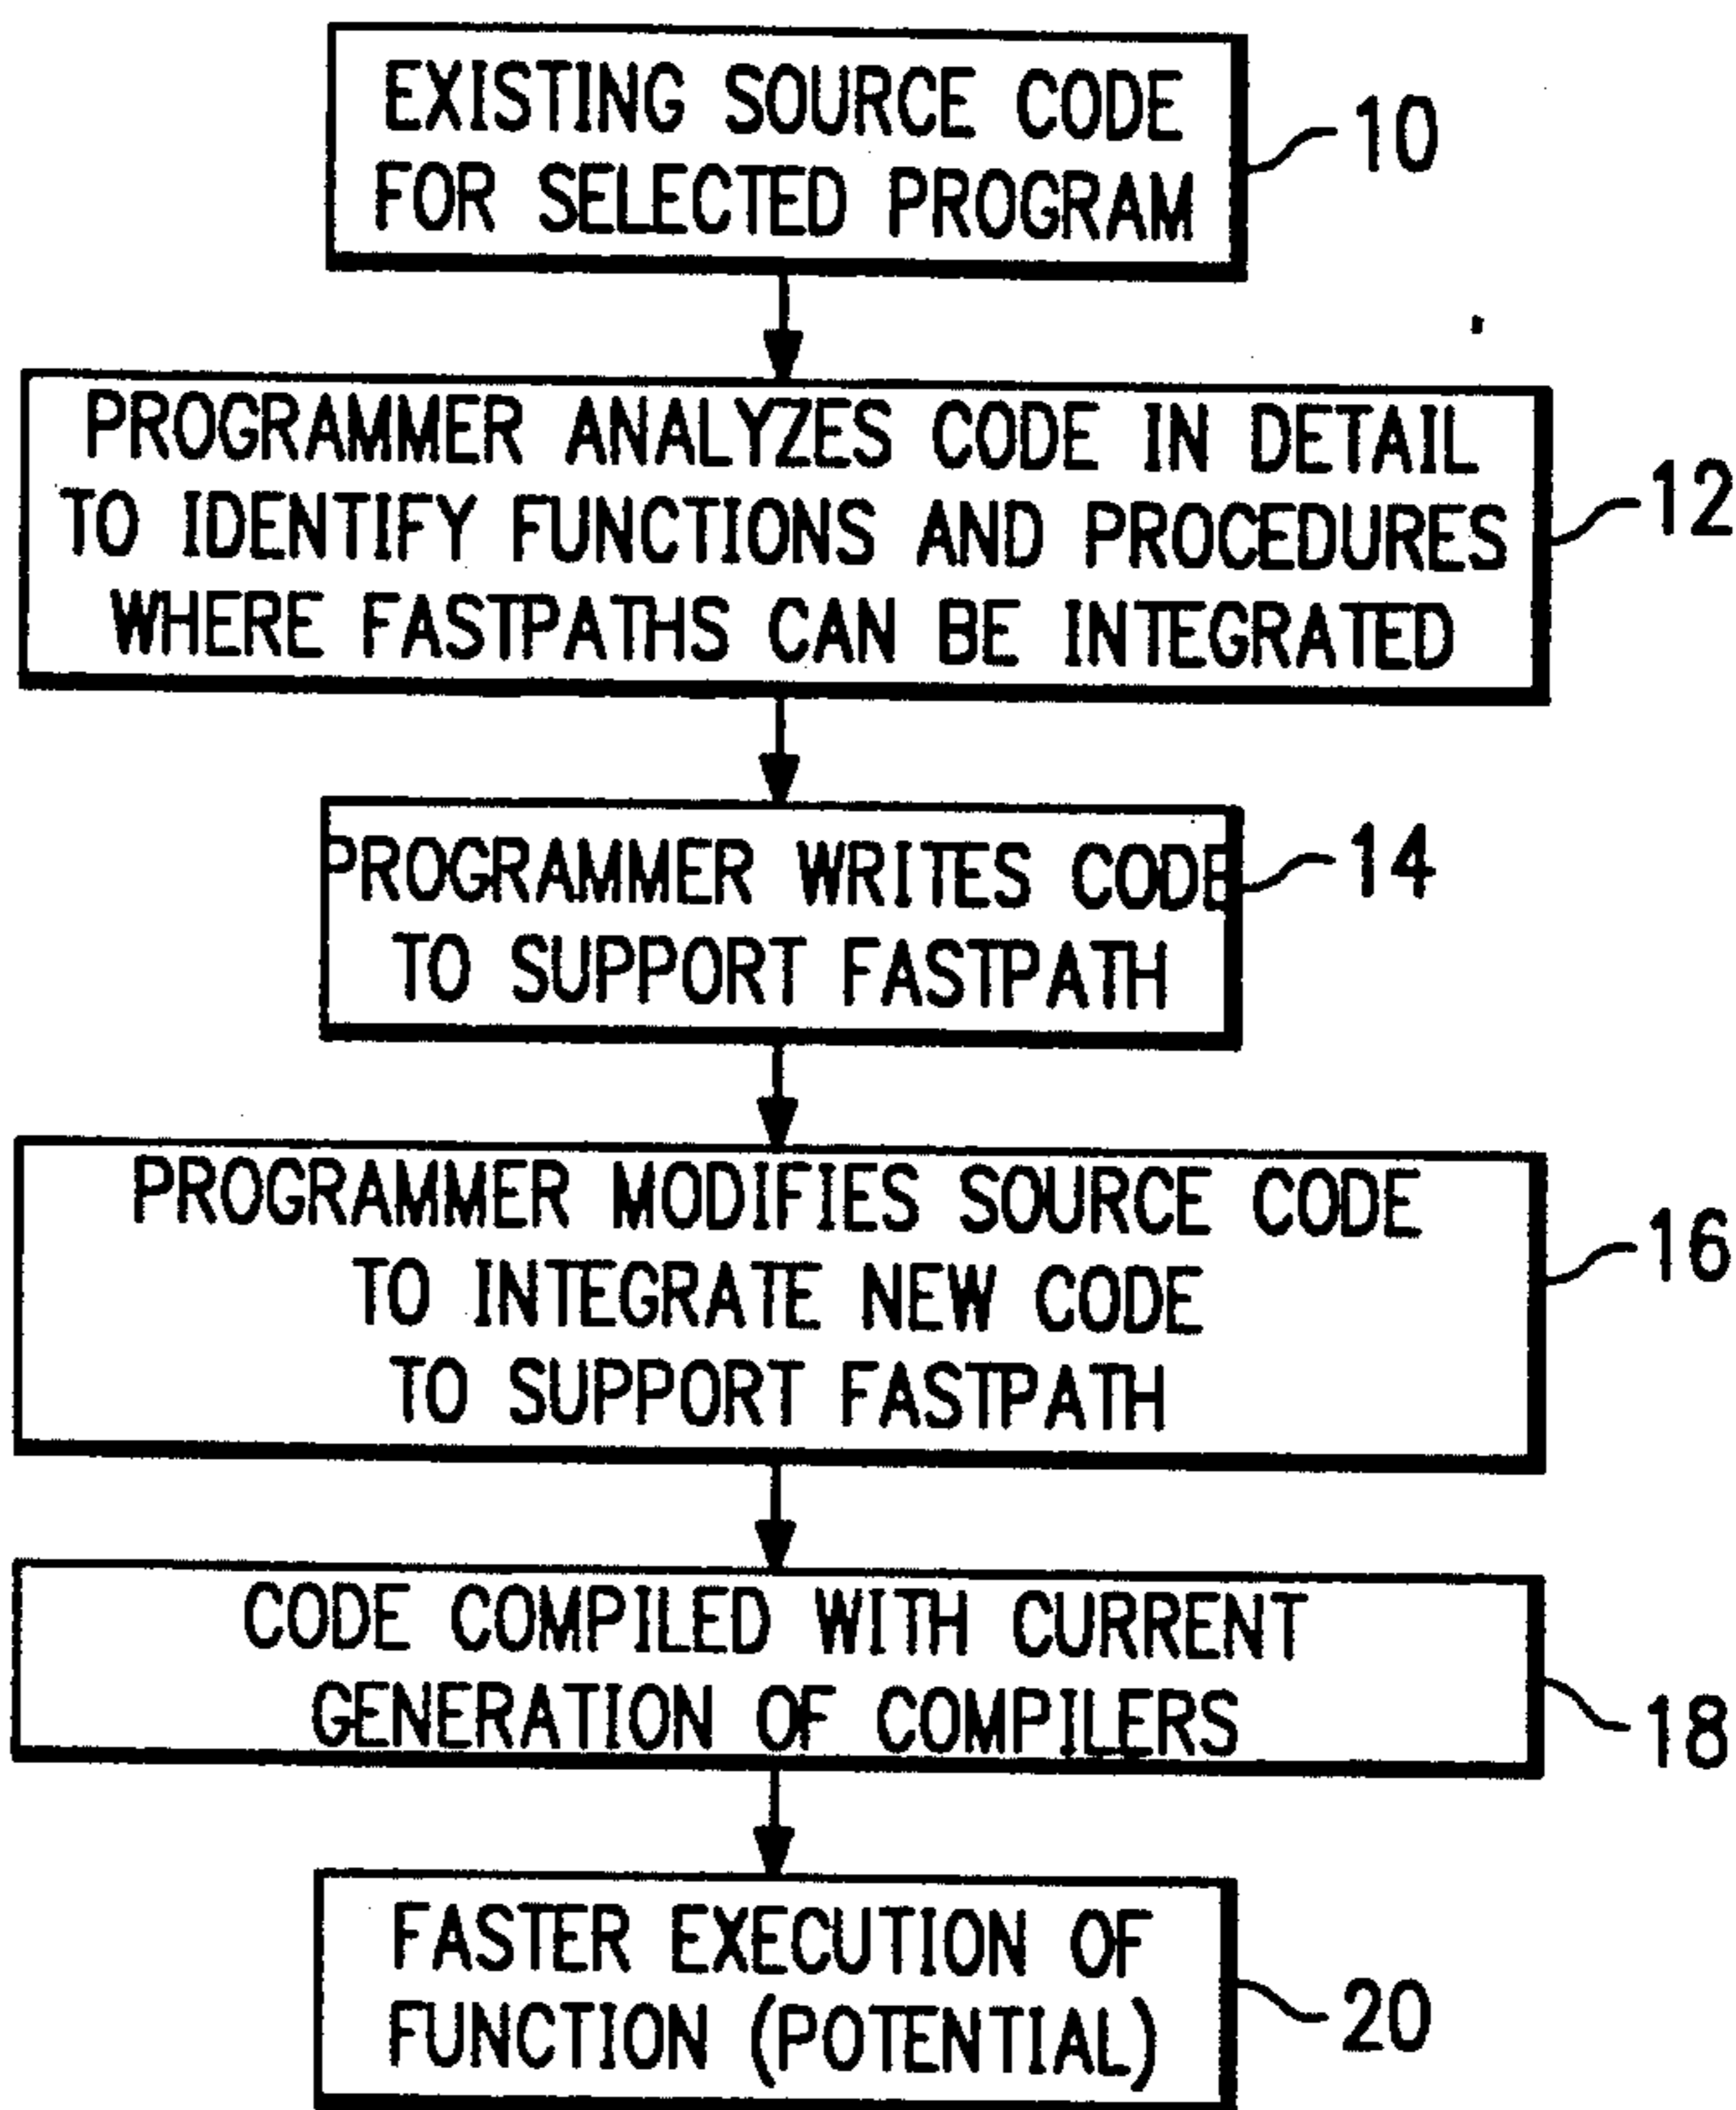 EXISTING SOURCE CODE
FOR SELECTED PROGRAM
10
PROGRAMMER ANALYZES CODE IN DETAIL
TO IDENTIFY FUNCTIONS AND PROCEDURES
WHERE FASTPATHS CAN BE INTEGRATED
12
PROGRAMMER WRITES CODE
TO SUPPORT FASTPATH
14
PROGRAMMER MODIFIES SOURCE CODE
TO INTEGRATE NEW CODE
TO SUPPORT FASTPATH
16
CODE COMPILED WITH CURRENT
GENERATION OF COMPILERS
18
FASTER EXECUTION OF
FUNCTION (POTENTIAL)
20